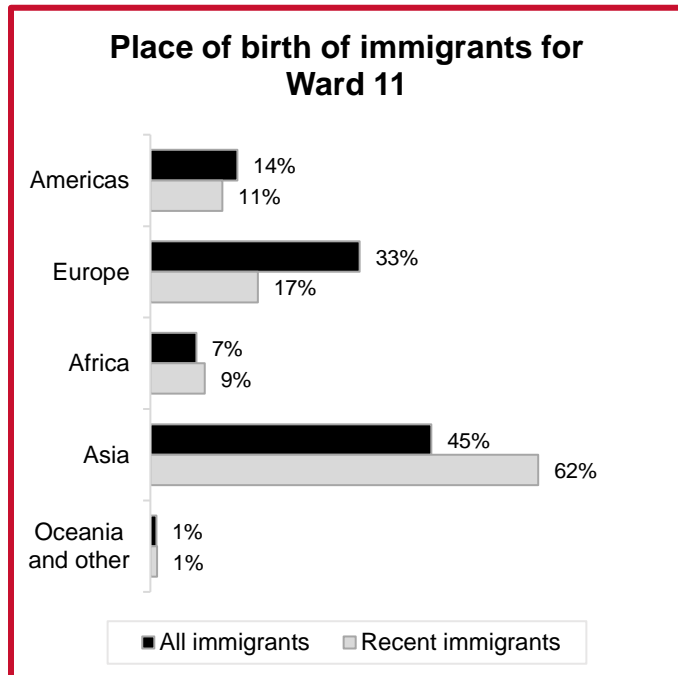 Place of birth of immigrants for
Ward 11
Americas
14%
11%
Europe
33%
17%
Africa
7%
9%
Asia
45%
62%
Oceania
and other
1%
1%
All immigrants
Recent immigrants